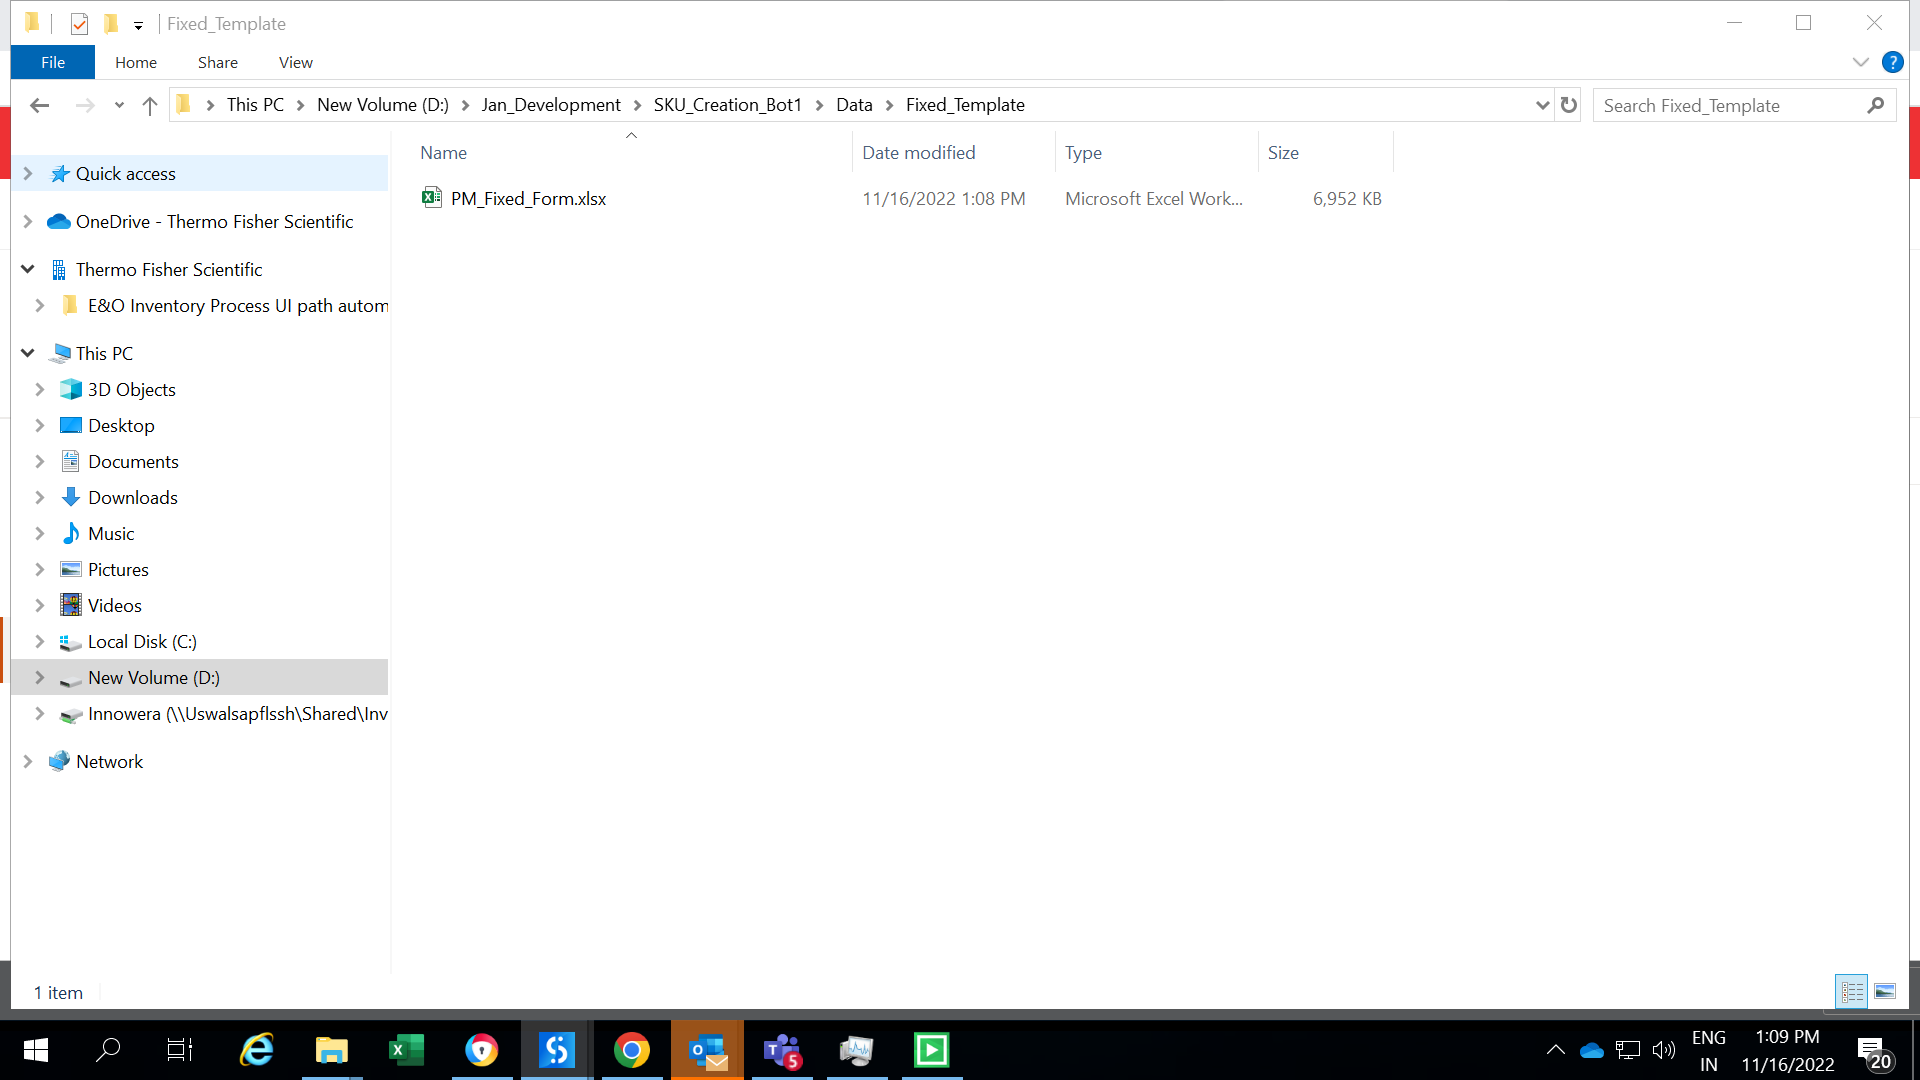 Fixed_Template
File Home Share View
This PC New Volume (D:) Jan_Development SKU_Creation_Bot1 Data Fixed_Template
Search Fixed_Template
Name Date modified Type Size
PM_Fixed_Form.xlsx 11/16/2022 1:08 PM Microsoft Excel Work... 6,952 KB
Quick access
OneDrive - Thermo Fisher Scientific
Thermo Fisher Scientific
E&O Inventory Process UI path autom
This PC
3D Objects
Desktop
Documents
Downloads
Music
Pictures
Videos
Local Disk (C:)
New Volume (D:)
Innowera (\\Uswalsapflssh\Shared\Inv
Network
1 item
ENG
IN
1:09 PM
11/16/2022
20
5